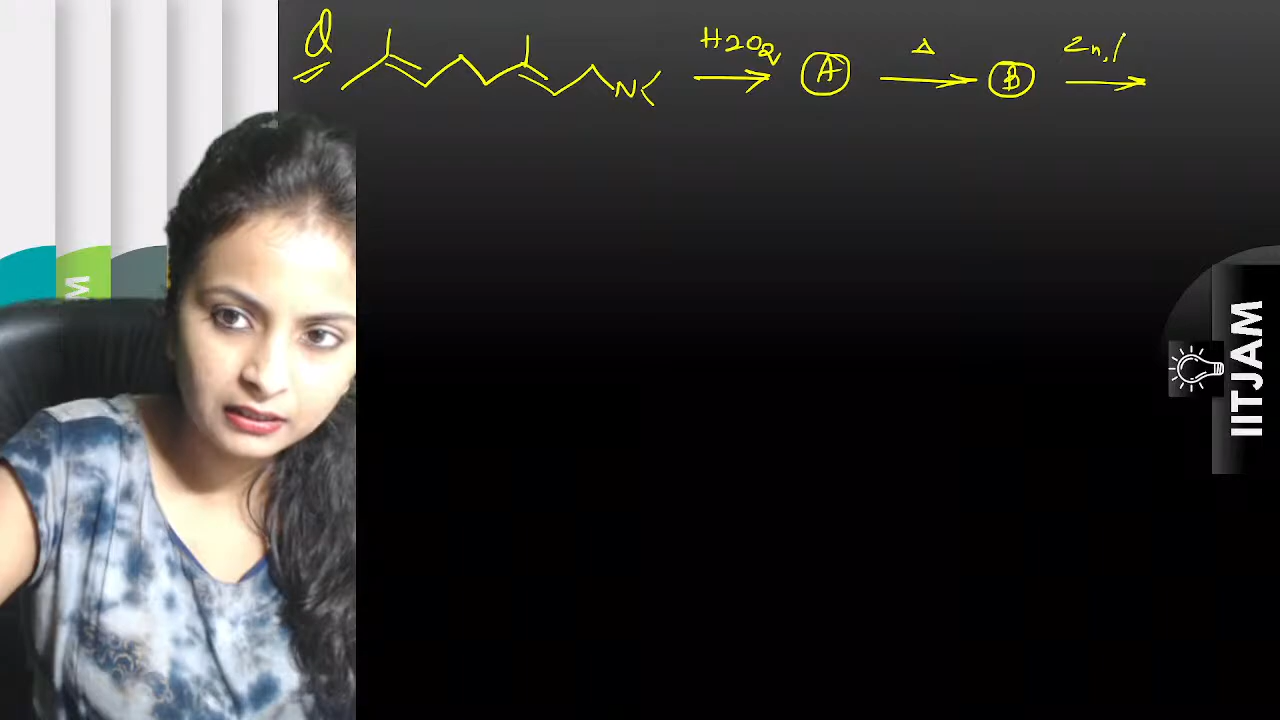 Q
N
H2O2 A Δ B Zn,/
IITJAM